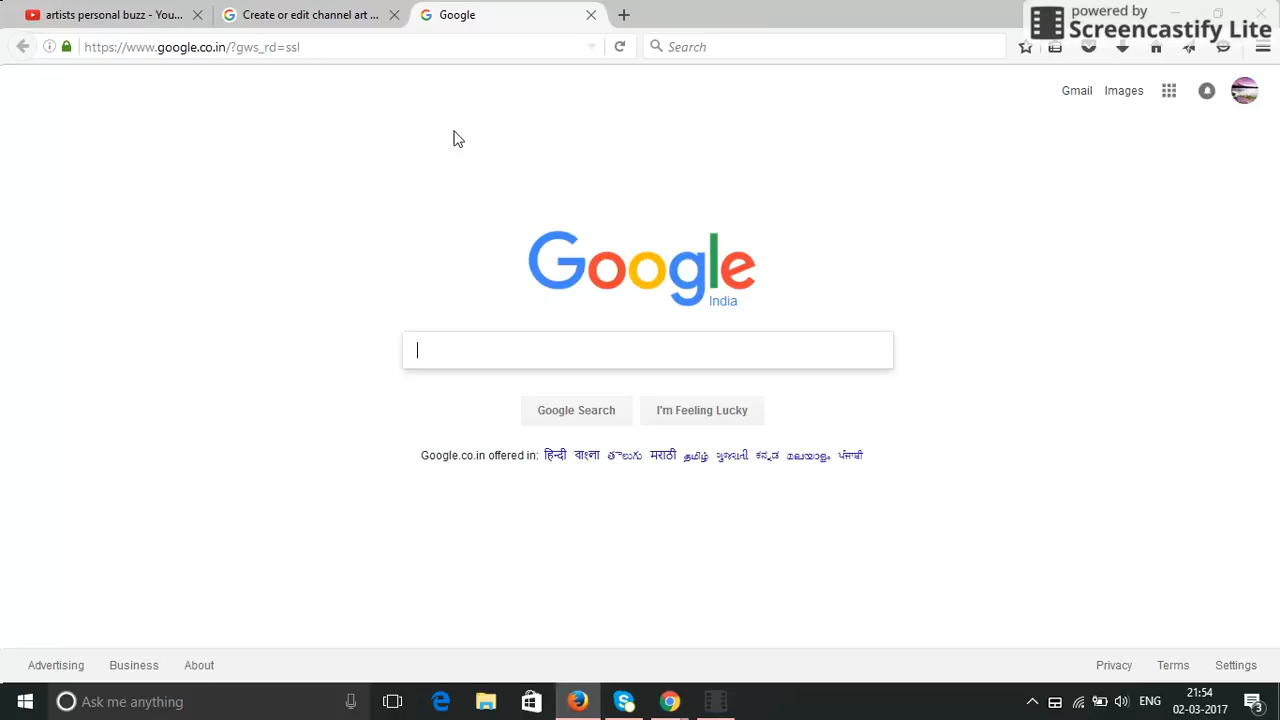 artists personal buzz - You...
Create or edit channel art ...
Google
powered by
Screencastify Lite
https://www.google.co.in/?gws_rd=ssl
Search
Gmail Images
Google
India
Google Search I'm Feeling Lucky
Google.co.in offered in: हिन्दी বাংলা తెలుగు मराठी தமிழ் ગુજરાતી ಕನ್ನಡ മലയാളം ਪੰਜਾਬੀ
Advertising Business About Privacy Terms Settings
Ask me anything
ENG
21:54
02-03-2017
3